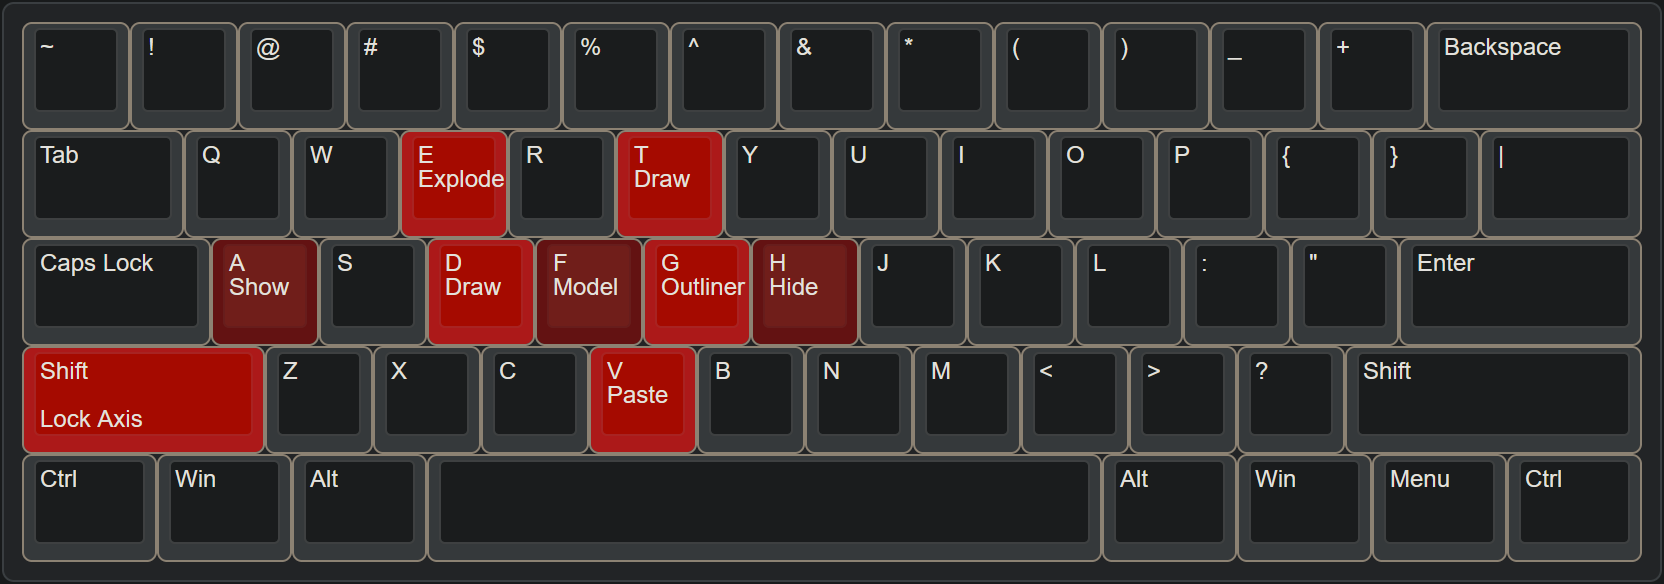 ~ ! @ # $ % ^ & * ( ) _ + Backspace
Tab Q W E R T Y U I O P { } |
Explode Draw
Caps Lock A S D F G H J K L : " Enter
Show Draw Model Outliner Hide
Shift Z X C V B N M < > ? Shift
Paste
Lock Axis
Ctrl Win Alt Alt Win Menu Ctrl